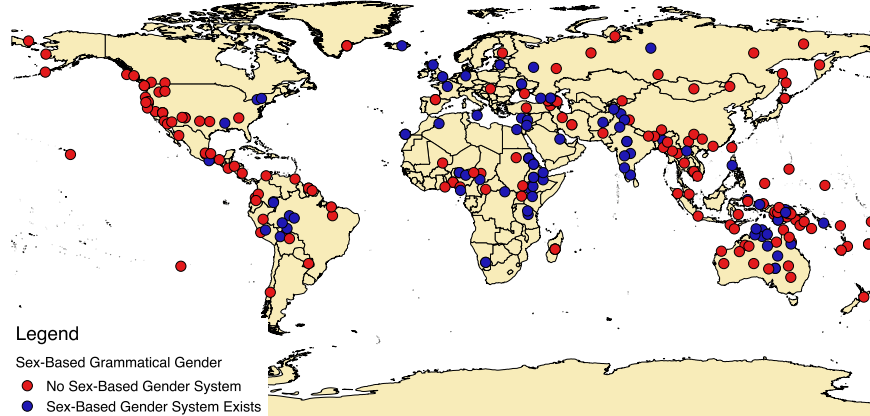 Legend
Sex-Based Grammatical Gender
No Sex-Based Gender System
Sex-Based Gender System Exists